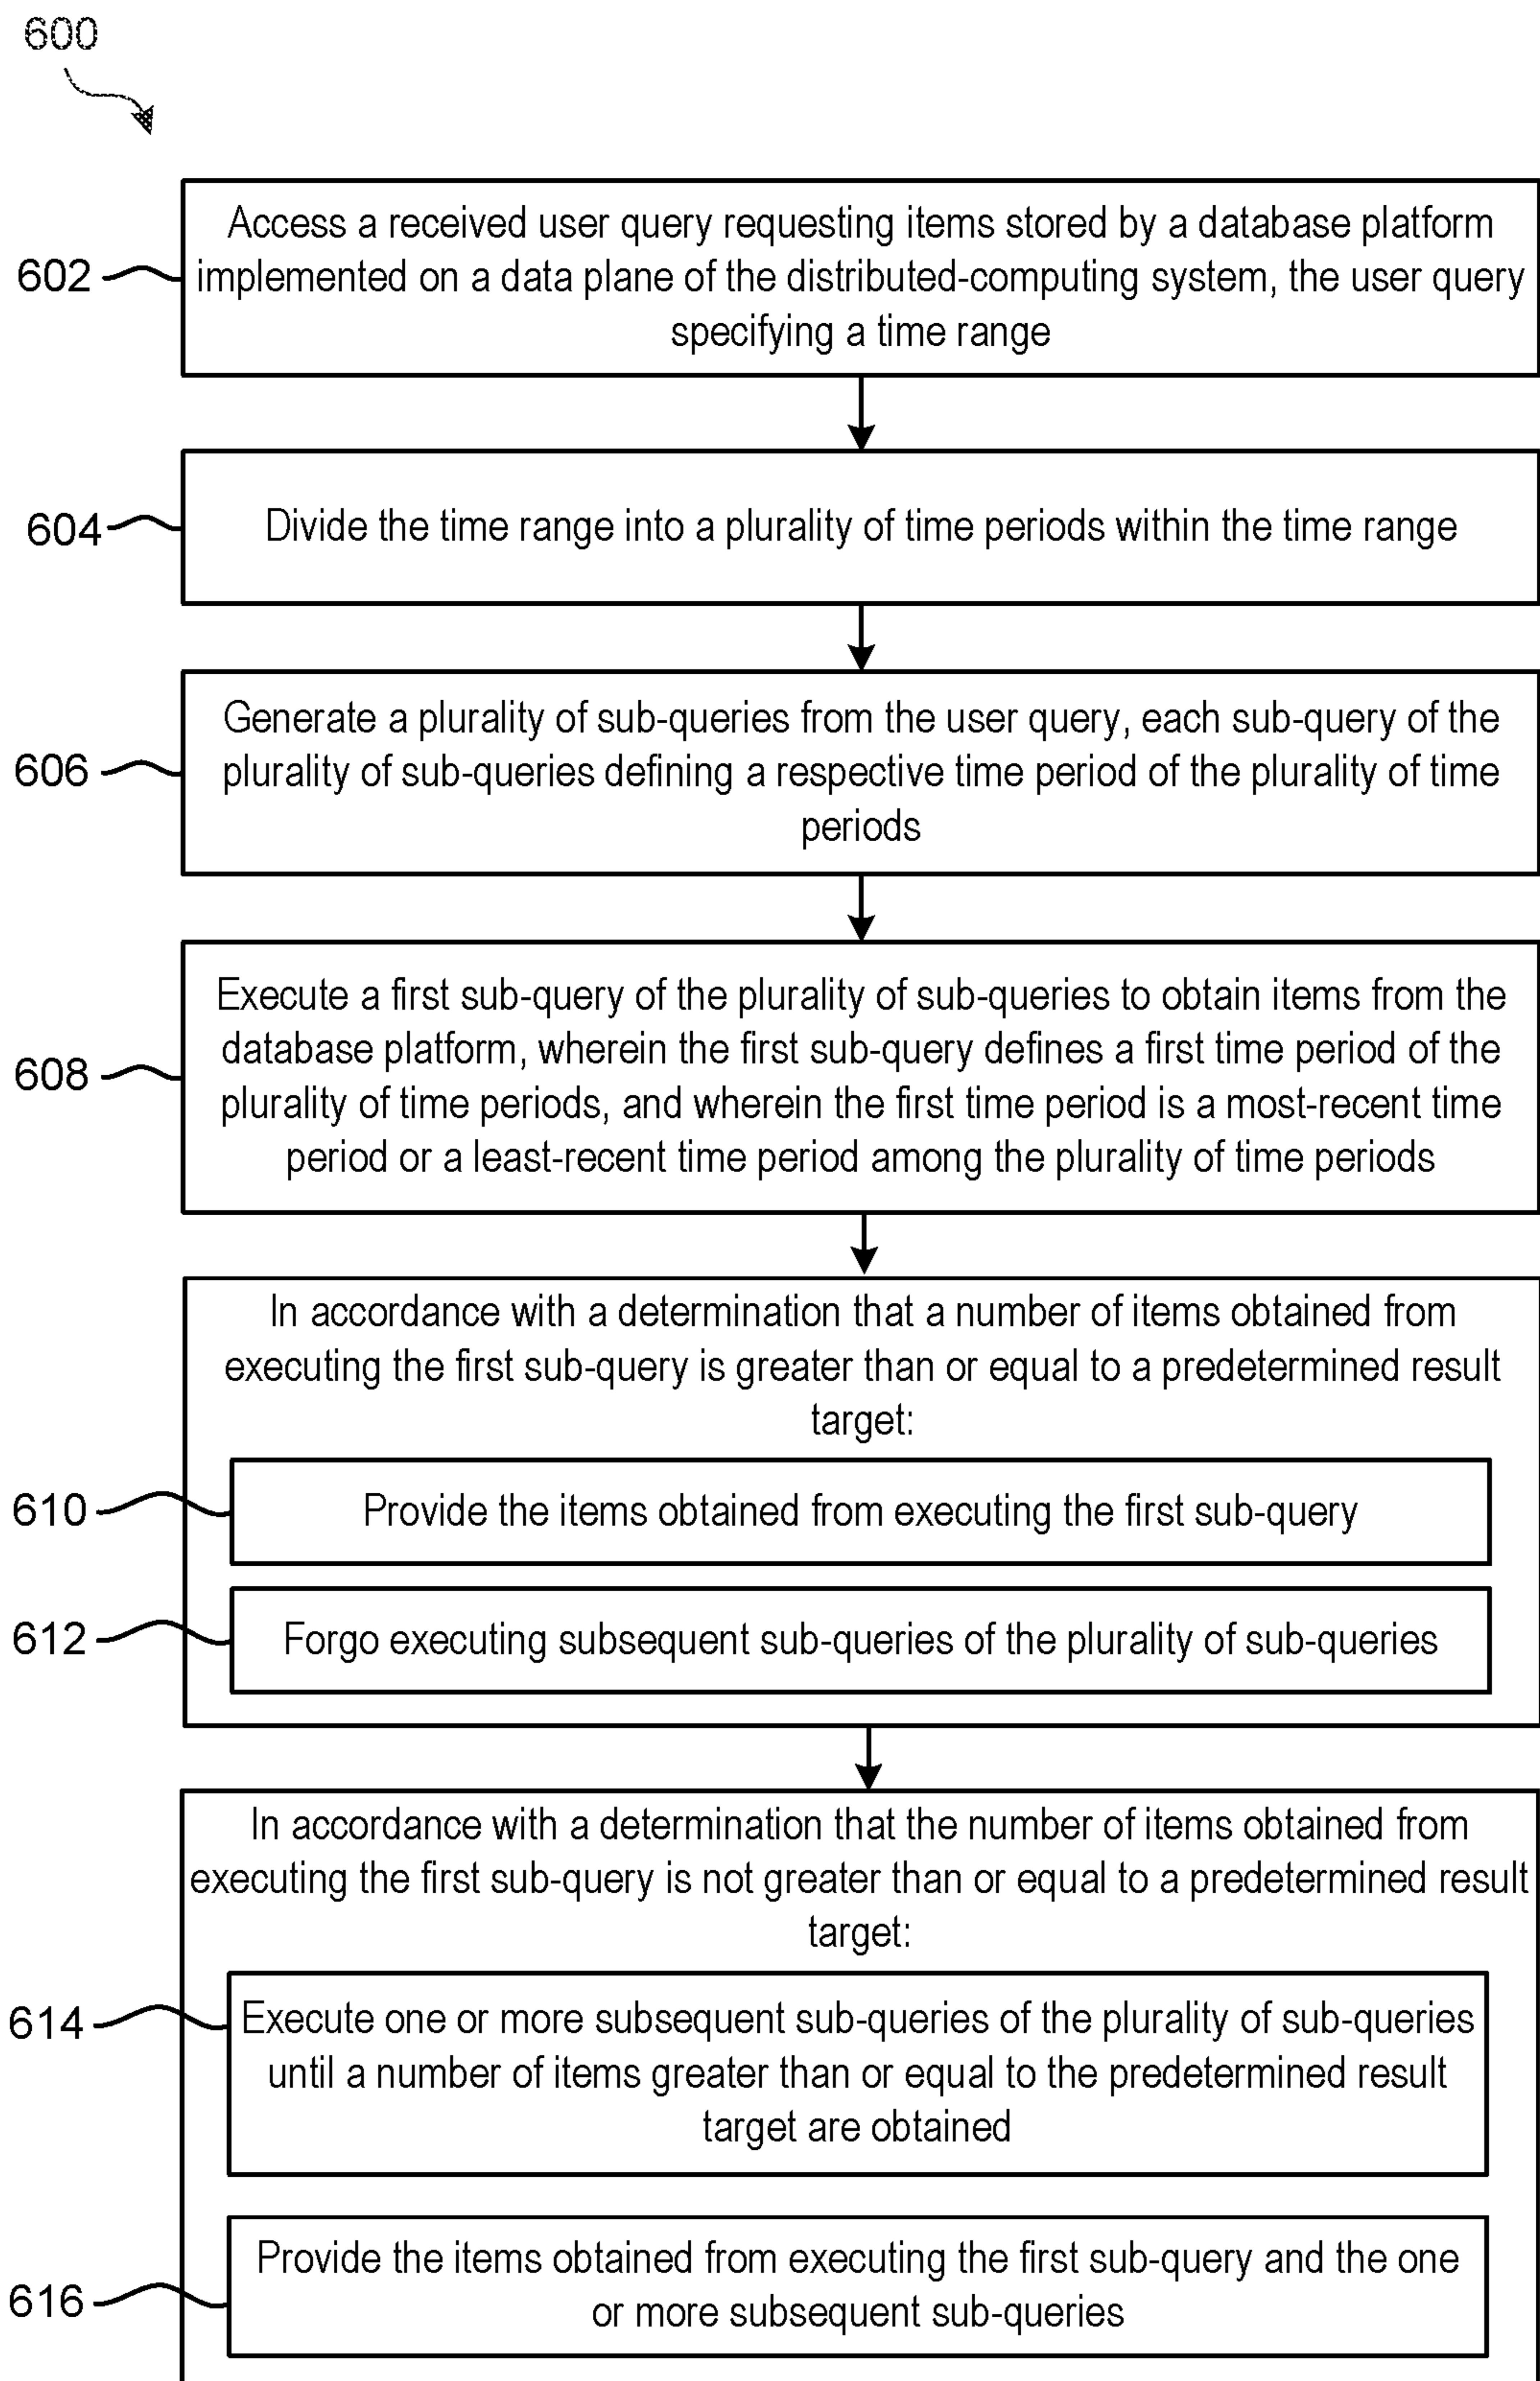 600
Access a received user query requesting items stored by a database platform
602
implemented on a data plane of the distributed-computing system, the user query
specifying a time range
604
Divide the time range into a plurality of time periods within the time range
Generate a plurality of sub-queries from the user query, each sub-query of the
606
plurality of sub-queries defining a respective time period of the plurality of time
periods
Execute a first sub-query of the plurality of sub-queries to obtain items from the
database platform, wherein the first sub-query defines a first time period of the
608
plurality of time periods, and wherein the first time period is a most-recent time
period or a least-recent time period among the plurality of time periods
In accordance with a determination that a number of items obtained from
executing the first sub-query is greater than or equal to a predetermined result
target:
610
Provide the items obtained from executing the first sub-query
612
Forgo executing subsequent sub-queries of the plurality of sub-queries
In accordance with a determination that the number of items obtained from
executing the first sub-query is not greater than or equal to a predetermined result
target:
614
Execute one or more subsequent sub-queries of the plurality of sub-queries
until a number of items greater than or equal to the predetermined result
target are obtained
616
Provide the items obtained from executing the first sub-query and the one
or more subsequent sub-queries